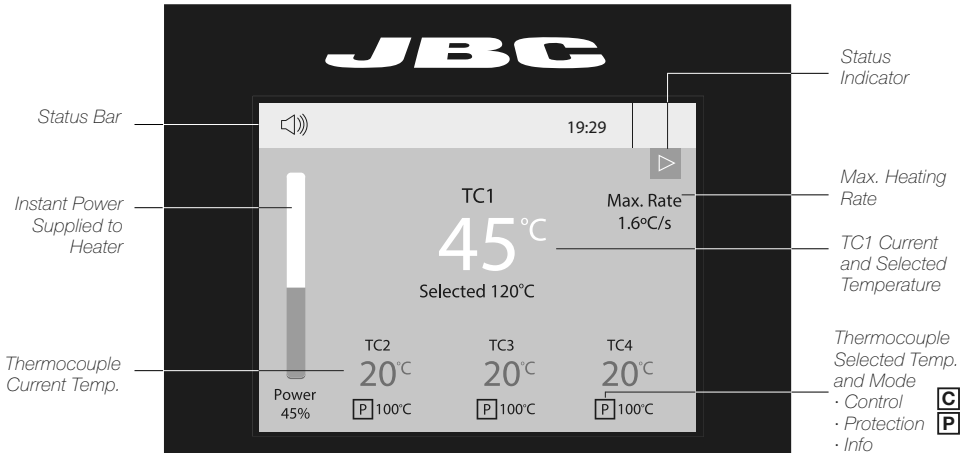 JBC
Status Bar
Instant Power
Supplied to
Heater
Thermocouple
Current Temp.
19:29
TC1
45°C
Selected 120°C
Max. Rate
1.6ºC/s
Power
45%
TC2
20°C
P 100°C
TC3
20°C
P 100°C
TC4
20°C
P 100°C
Status
Indicator
Max. Heating
Rate
TC1 Current
and Selected
Temperature
Thermocouple
Selected Temp.
and Mode
· Control C
· Protection P
· Info